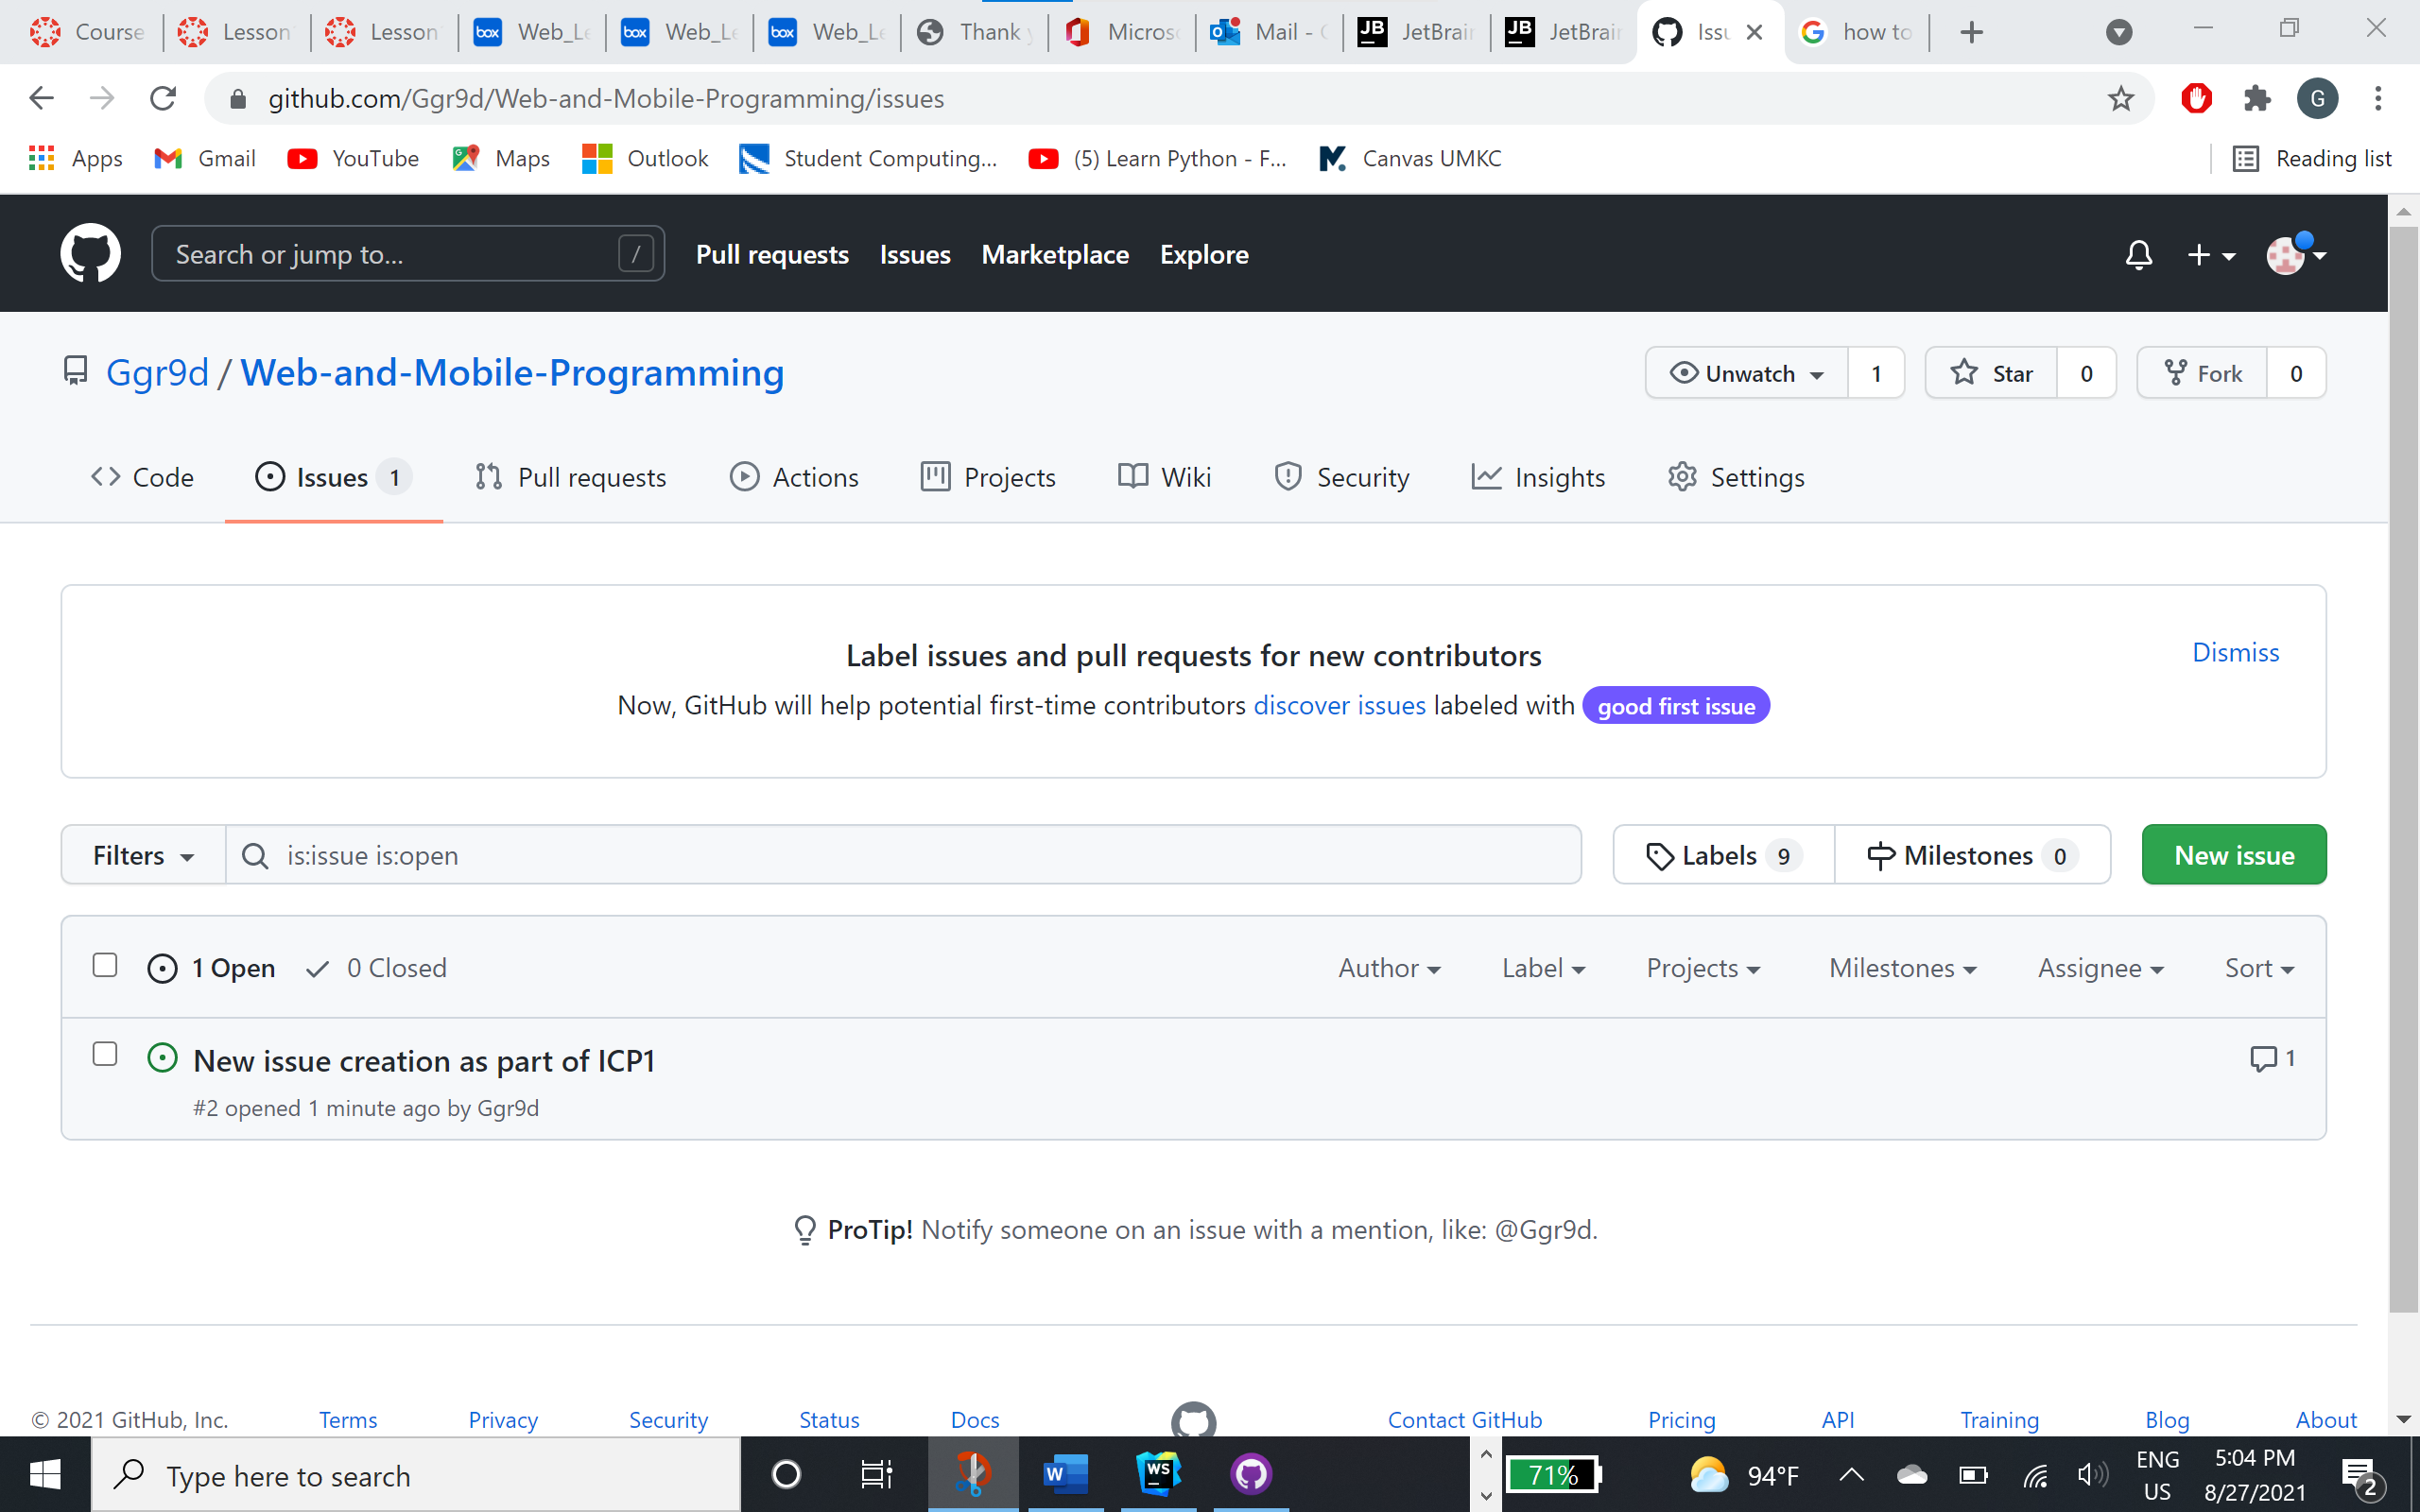 Course Lesson Lesson Web_Le Web_Le Web_Le Thank y Micros Mail - JetBrai JetBrai Issu how to
github.com/Ggr9d/Web-and-Mobile-Programming/issues G
Apps Gmail YouTube Maps Outlook Student Computing... (5) Learn Python - F... Canvas UMKC Reading list
Search or jump to... / Pull requests Issues Marketplace Explore
Ggr9d / Web-and-Mobile-Programming Unwatch 1 Star 0 Fork 0
Code Issues 1 Pull requests Actions Projects Wiki Security Insights Settings
Label issues and pull requests for new contributors Dismiss
Now, GitHub will help potential first-time contributors discover issues labeled with good first issue
Filters is:issue is:open Labels 9 Milestones 0 New issue
1 Open 0 Closed Author Label Projects Milestones Assignee Sort
New issue creation as part of ICP1 1
#2 opened 1 minute ago by Ggr9d
ProTip! Notify someone on an issue with a mention, like: @Ggr9d.
© 2021 GitHub, Inc. Terms Privacy Security Status Docs Contact GitHub Pricing API Training Blog About
Type here to search 71% 94°F ENG US 5:04 PM 8/27/2021 2